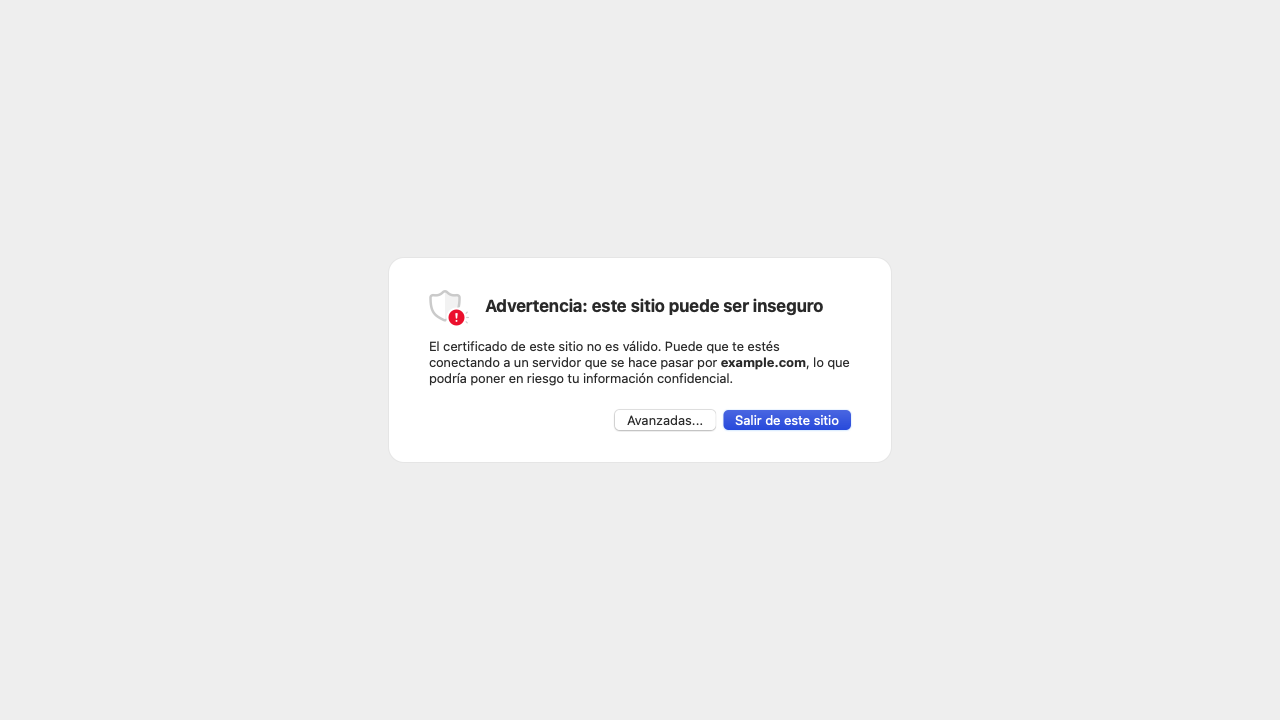 Advertencia: este sitio puede ser inseguro
El certificado de este sitio no es válido. Puede que te estés
conectando a un servidor que se hace pasar por example.com, lo que
podría poner en riesgo tu información confidencial.
Avanzadas...
Salir de este sitio